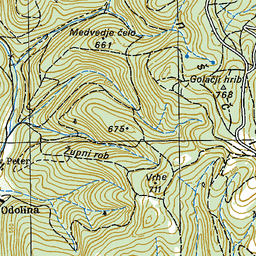 Medvedje čelo
661
Golačji hrib
768
675
Župni rob
Peter
Vrhe
711
Odolina